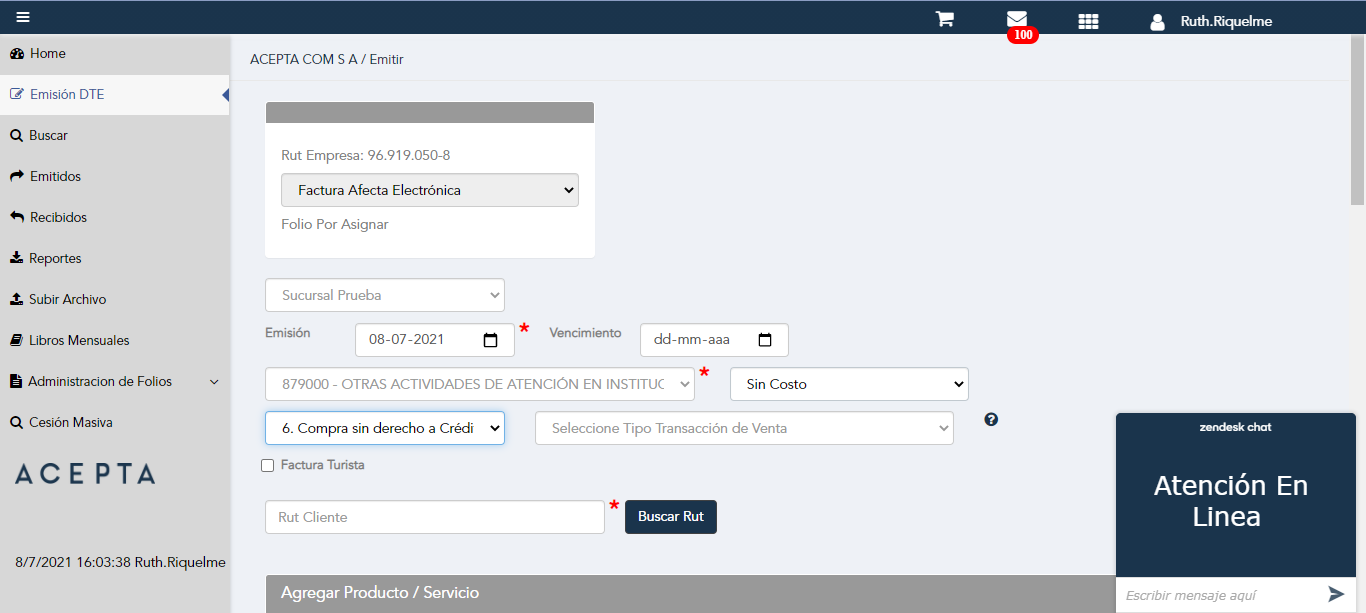 100
Ruth.Riquelme
Home
Emisión DTE
Buscar
Emitidos
Recibidos
Reportes
Subir Archivo
Libros Mensuales
Administracion de Folios
Cesión Masiva
ACEPTA
8/7/2021 16:03:38 Ruth.Riquelme
ACEPTA COM S A / Emitir
Rut Empresa: 96.919.050-8
Factura Afecta Electrónica
Folio Por Asignar
Sucursal Prueba
Emisión 08-07-2021 * Vencimiento dd-mm-aaa
879000 - OTRAS ACTIVIDADES DE ATENCIÓN EN INSTITUC * Sin Costo
6. Compra sin derecho a Crédi Seleccione Tipo Transacción de Venta ?
Factura Turista
Rut Cliente * Buscar Rut
Agregar Producto / Servicio
zendesk chat
Atención En
Linea
Escribir mensaje aquí